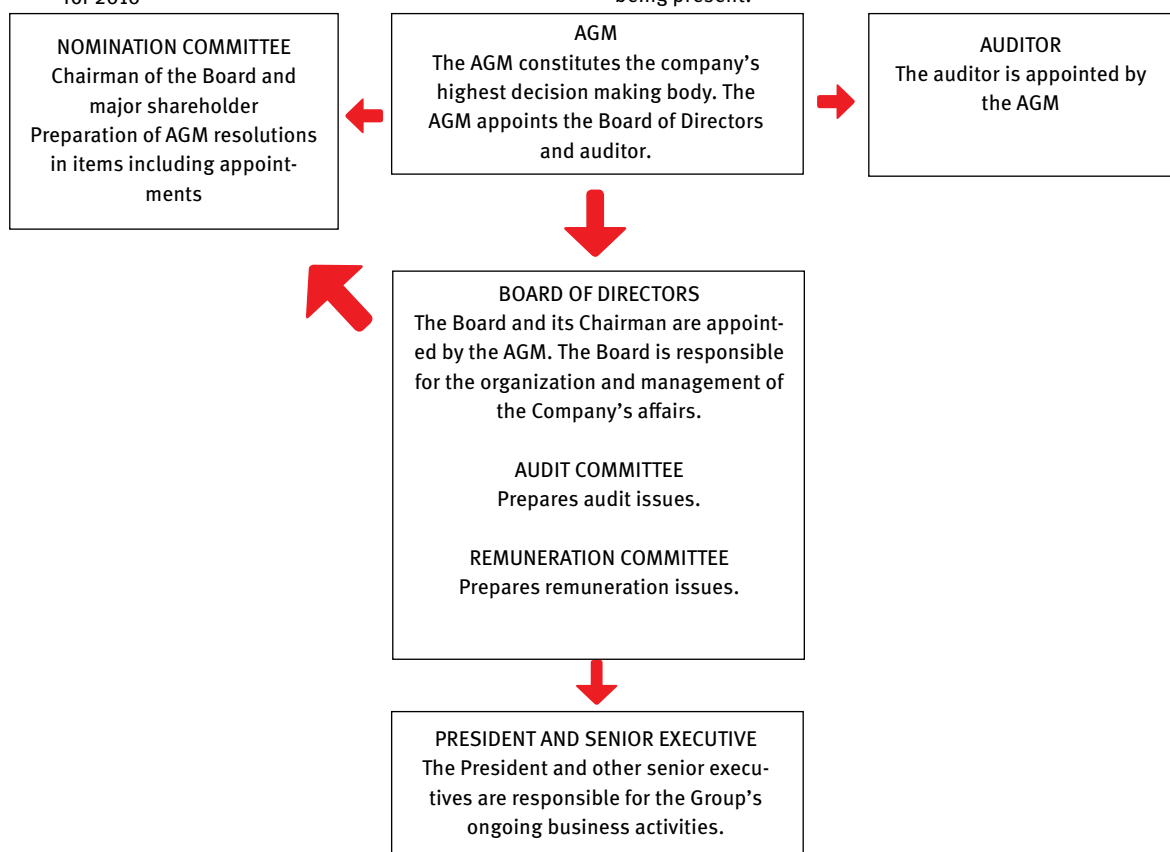 for 2010
being present.
NOMINATION COMMITTEE
Chairman of the Board and
major shareholder
Preparation of AGM resolutions
in items including appoint-
ments
AGM
The AGM constitutes the company’s
highest decision making body. The
AGM appoints the Board of Directors
and auditor.
AUDITOR
The auditor is appointed by
the AGM
BOARD OF DIRECTORS
The Board and its Chairman are appoint-
ed by the AGM. The Board is responsible
for the organization and management of
the Company’s affairs.
AUDIT COMMITTEE
Prepares audit issues.
REMUNERATION COMMITTEE
Prepares remuneration issues.
PRESIDENT AND SENIOR EXECUTIVE
The President and other senior execu-
tives are responsible for the Group’s
ongoing business activities.